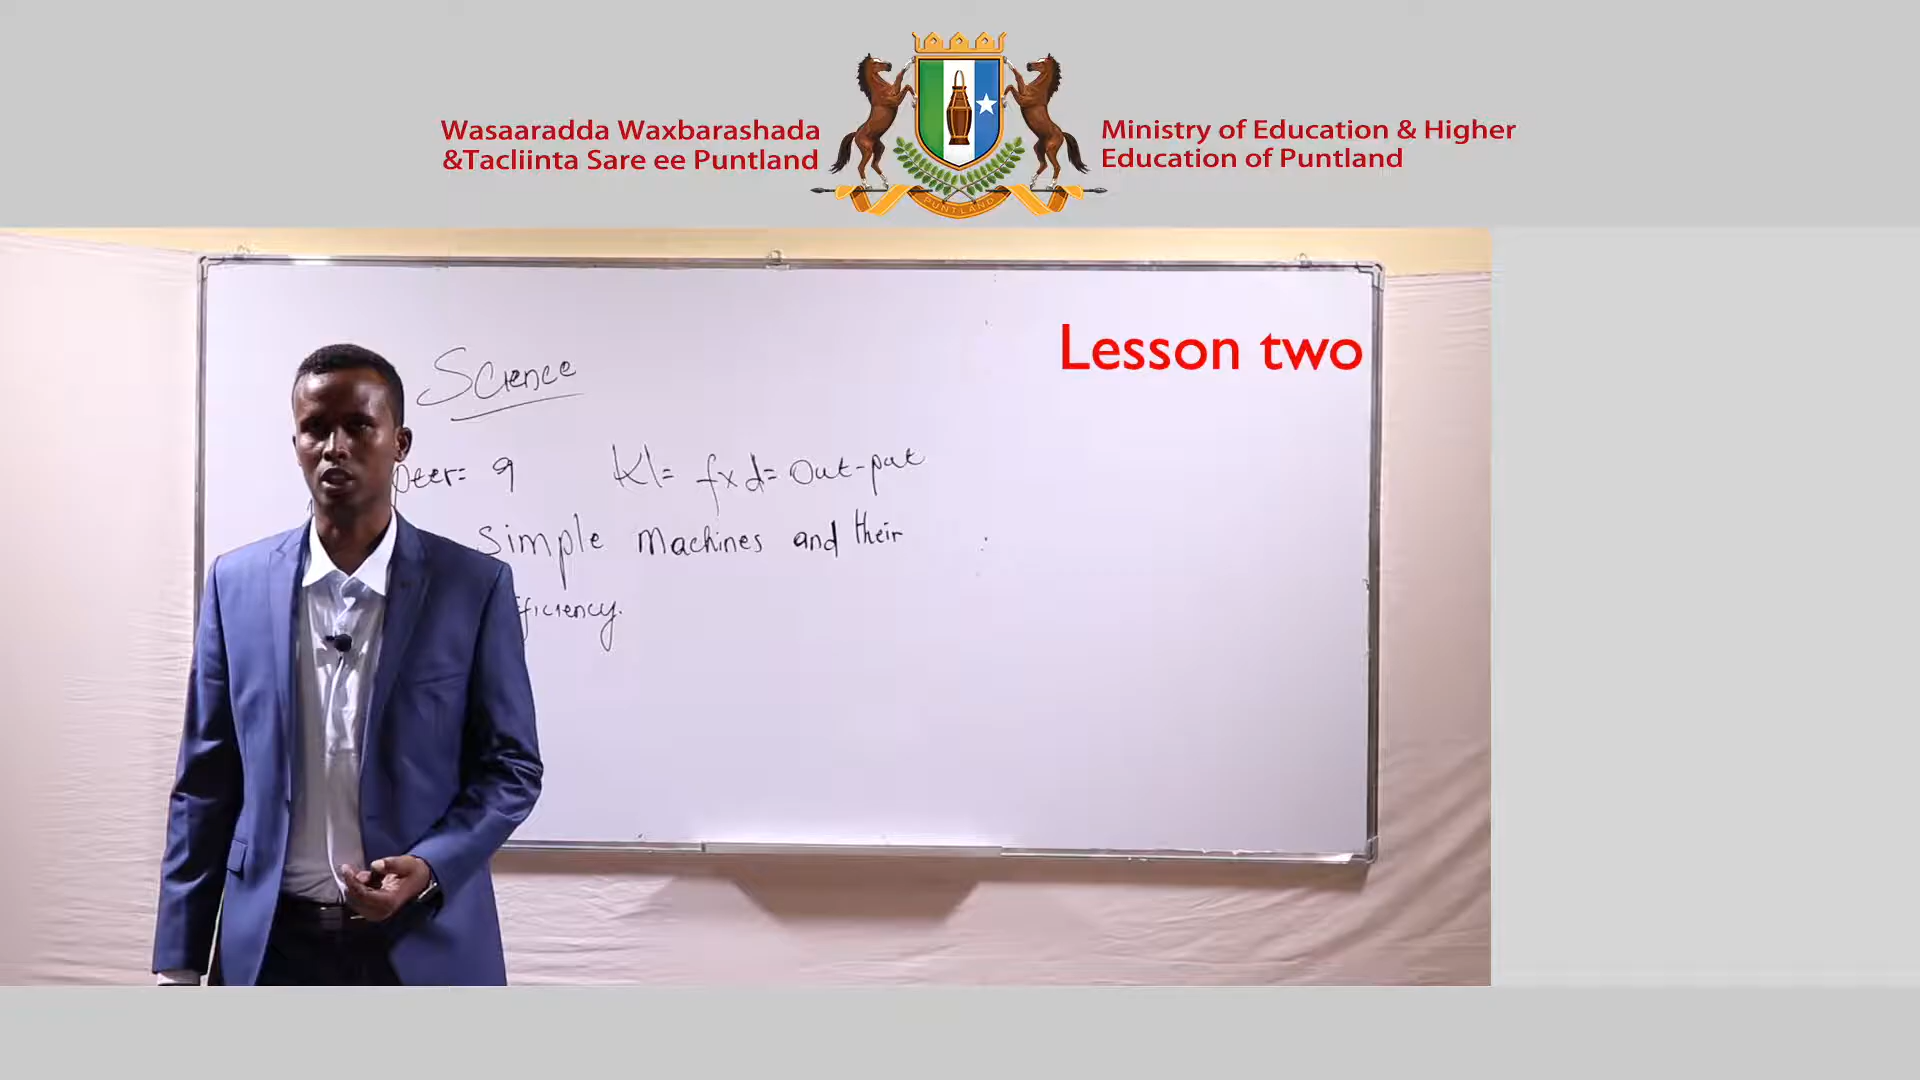 Wasaaradda Waxbarashada
&Tacliinta Sare ee Puntland
PUNTLAND
Ministry of Education & Higher
Education of Puntland
Lesson two
Science
9
fxd= Out-put
Simple Machines and their